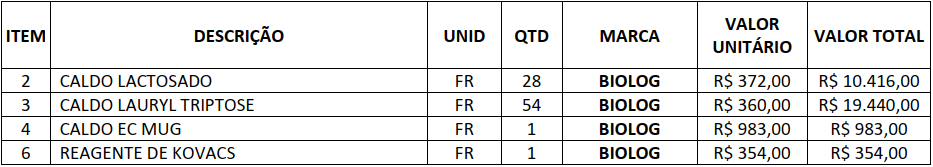 ITEM DESCRIÇÃO UNID QTD MARCA VALOR UNITÁRIO VALOR TOTAL
2 CALDO LACTOSADO FR 28 BIOLOG R$ 372,00 R$ 10.416,00
3 CALDO LAURYL TRIPTOSE FR 54 BIOLOG R$ 360,00 R$ 19.440,00
4 CALDO EC MUG FR 1 BIOLOG R$ 983,00 R$ 983,00
6 REAGENTE DE KOVACS FR 1 BIOLOG R$ 354,00 R$ 354,00